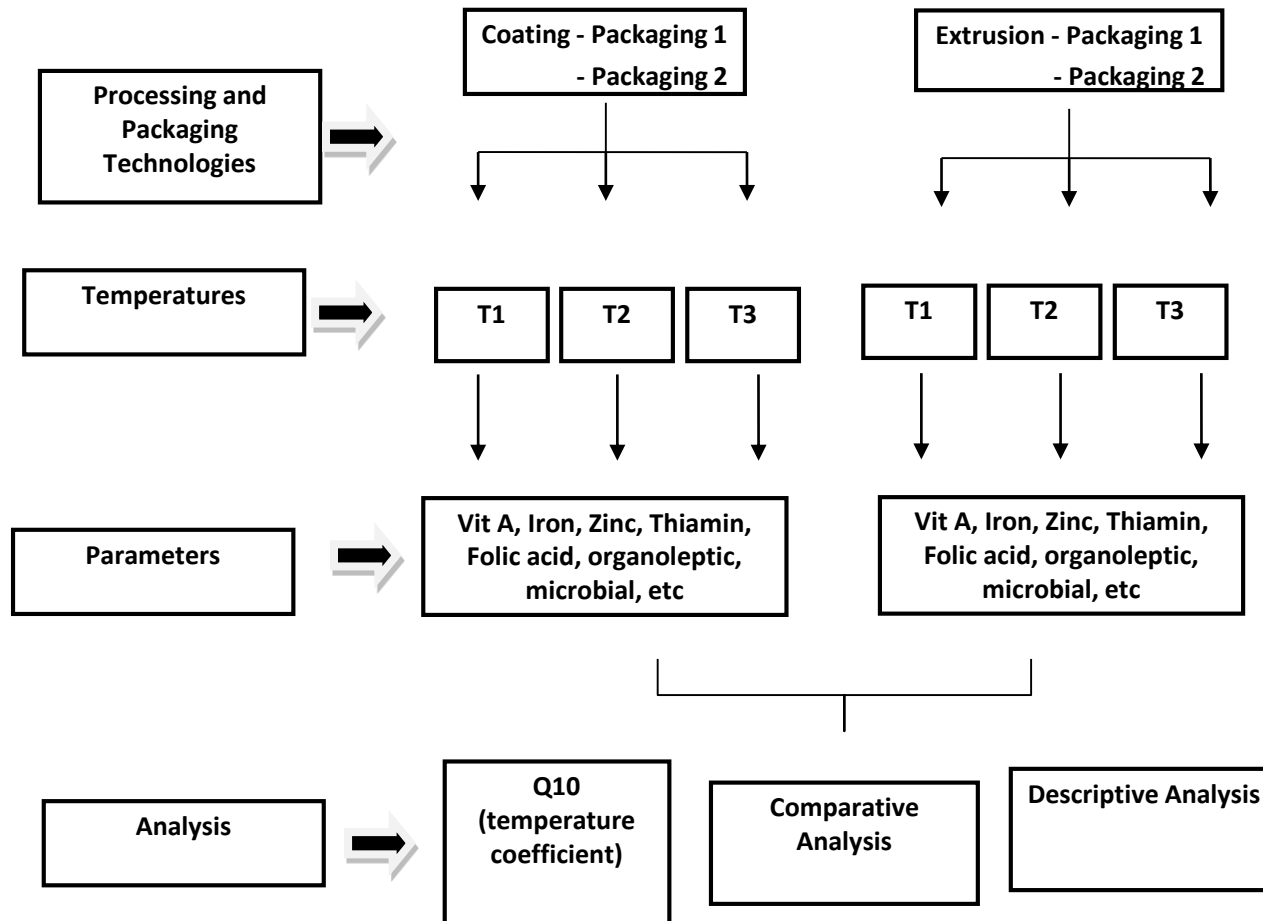 Coating - Packaging 1
- Packaging 2
Extrusion - Packaging 1
- Packaging 2
Processing and
Packaging
Technologies
Temperatures
T1
T2
T3
T1
T2
T3
Parameters
Vit A, Iron, Zinc, Thiamin,
Folic acid, organoleptic,
microbial, etc
Vit A, Iron, Zinc, Thiamin,
Folic acid, organoleptic,
microbial, etc
Analysis
Q10
(temperature
coefficient)
Comparative
Analysis
Descriptive Analysis